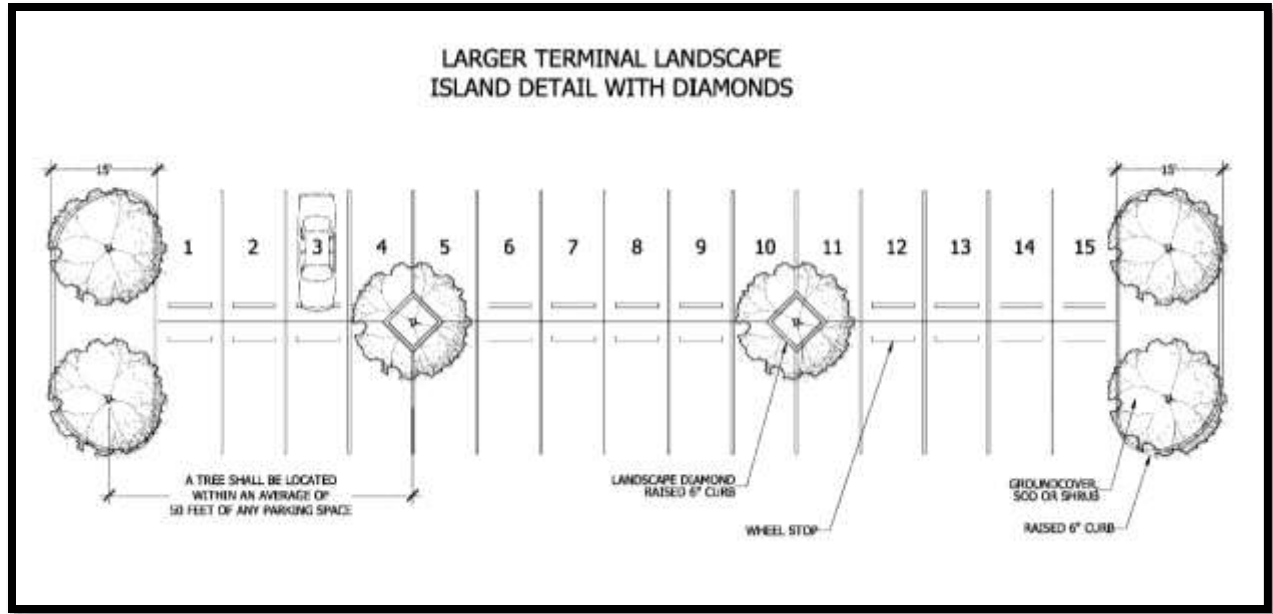 LARGER TERMINAL LANDSCAPE
ISLAND DETAIL WITH DIAMONDS
15'
15'
1 2 3 4 5 6 7 8 9 10 11 12 13 14 15
A TREE SHALL BE LOCATED
WITHIN AN AVERAGE OF
50 FEET OF ANY PARKING SPACE
LANDSCAPE DIAMOND
RAISED 6" CURB
WHEEL STOP
GROUNDCOVER,
SOD OR SHRUB
RAISED 6" CURB